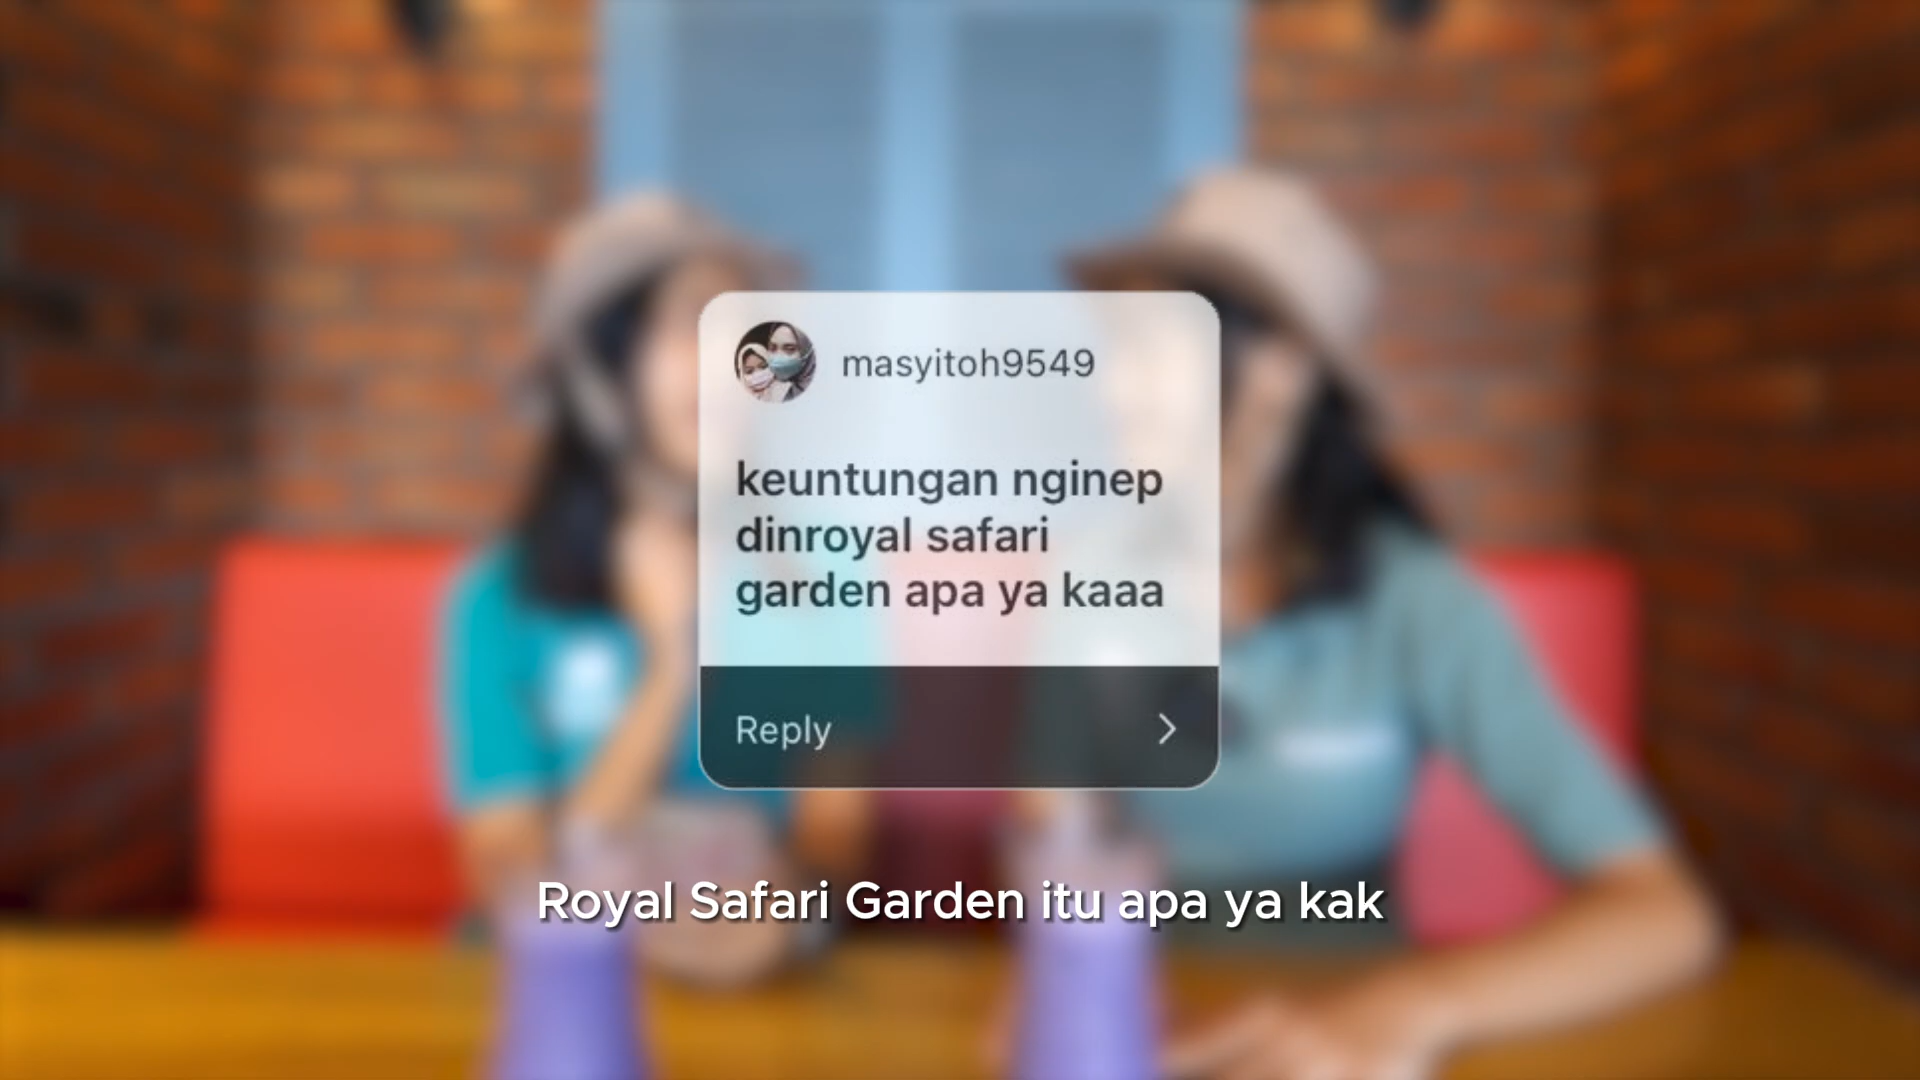 masyitoh9549
keuntungan nginep
dinroyal safari
garden apa ya kaaa
Reply
Royal Safari Garden itu apa ya kak